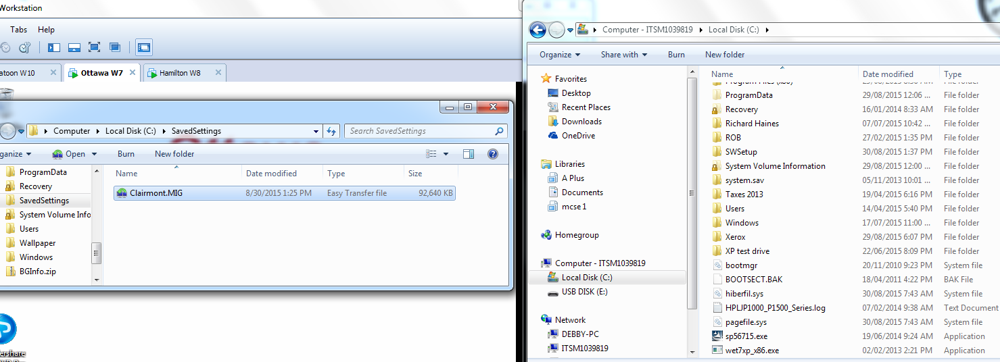 Workstation
Tabs Help
atoon W10
Ottawa W7
Hamilton W8
Computer Local Disk (C:) SavedSettings
Search SavedSettings
ganize Open Burn New folder
Name Date modified Type Size
ProgramData
Recovery
SavedSettings
System Volume Info
Users
Wallpaper
Windows
BGInfo.zip
Clairmont.MIG 8/30/2015 1:25 PM Easy Transfer file 92,640 KB
ershare
Computer - ITSM1039819 Local Disk (C:)
Organize Share with Burn New folder
Favorites
Desktop
Recent Places
Downloads
OneDrive
Libraries
A Plus
Documents
mcse1
Homegroup
Computer - ITSM1039819
Local Disk (C:)
USB DISK (E:)
Network
DEBBY-PC
ITSM1039819
Name Date modified Type
Program Files (x86) File folder
ProgramData 29/08/2015 12:06 ... File folder
Recovery 16/01/2014 8:33 AM File folder
Richard Haines 07/07/2015 10:42 ... File folder
ROB 27/02/2015 1:35 PM File folder
SWSetup 30/08/2015 1:37 PM File folder
System Volume Information 29/08/2015 12:00 ... File folder
system.sav 05/11/2013 10:01 ... File folder
Taxes 2013 19/04/2015 6:16 PM File folder
Users 14/04/2015 5:40 PM File folder
Windows 17/07/2015 11:00 ... File folder
Xerox 29/08/2015 6:07 PM File folder
XP test drive 22/06/2015 8:09 PM File folder
bootmgr 20/11/2010 9:23 PM System file
BOOTSECT.BAK 18/04/2011 4:22 PM BAK File
hiberfil.sys 30/08/2015 7:43 AM System file
HPLJP1000_P1500_Series.log 07/02/2014 9:38 AM Text Document
pagefile.sys 30/08/2015 7:43 AM System file
sp56715.exe 19/06/2014 9:24 AM Application
wet7xp_x86.exe 02/02/2013 2:21 PM Application